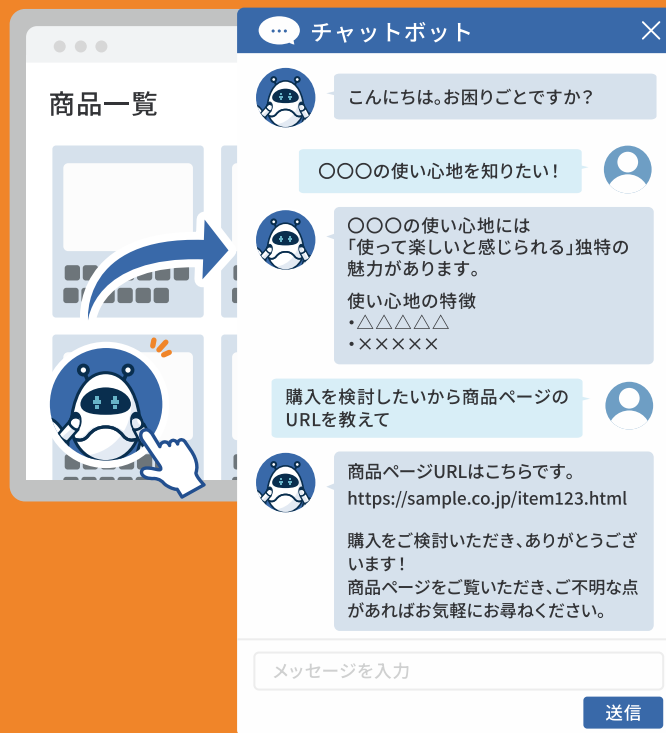 チャットボット
商品一覧
こんにちは。お困りごとですか？
〇〇〇の使い心地を知りたい！
〇〇〇の使い心地には
「使って楽しいと感じられる」独特の
魅力があります。
使い心地の特徴
・△△△△△
・×××××
購入を検討したいから商品ページの
URLを教えて
商品ページURLはこちらです。
https://sample.co.jp/item123.html
購入をご検討いただき、ありがとうござ
います！
商品ページをご覧いただき、ご不明な点
があればお気軽にお尋ねください。
メッセージを入力
送信